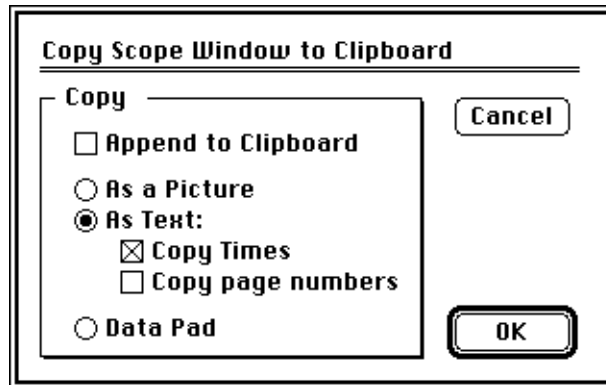 Copy Scope Window to Clipboard
Copy
Cancel
Append to Clipboard
As a Picture
As Text:
Copy Times
Copy page numbers
Data Pad
OK